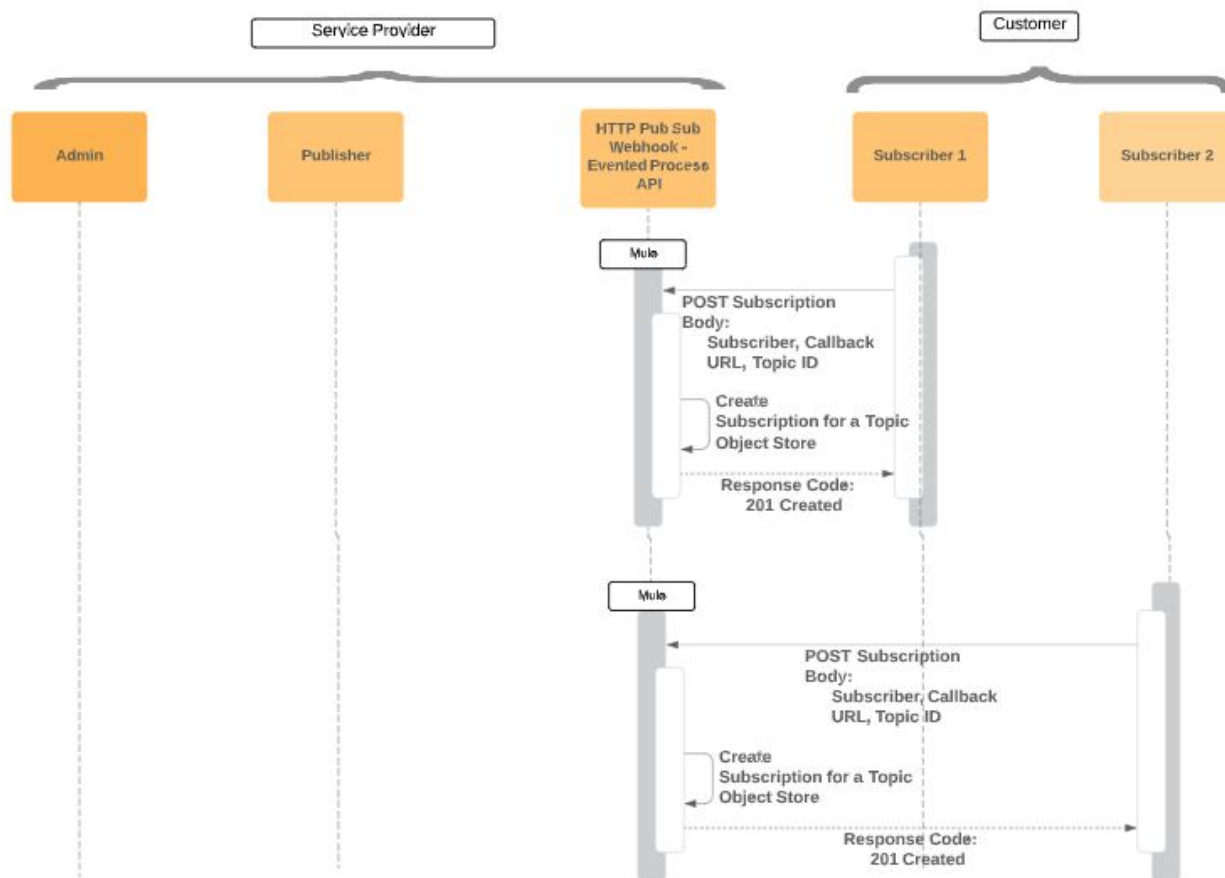 Service Provider
Customer
Admin
Publisher
HTTP Pub Sub
Webhook -
Evented Process
API
Subscriber 1
Subscriber 2
Mule
POST Subscription
Body:
Subscriber, Callback
URL, Topic ID
Create
Subscription for a Topic
Object Store
Response Code:
201 Created
Mule
POST Subscription
Body:
Subscriber, Callback
URL, Topic ID
Create
Subscription for a Topic
Object Store
Response Code:
201 Created